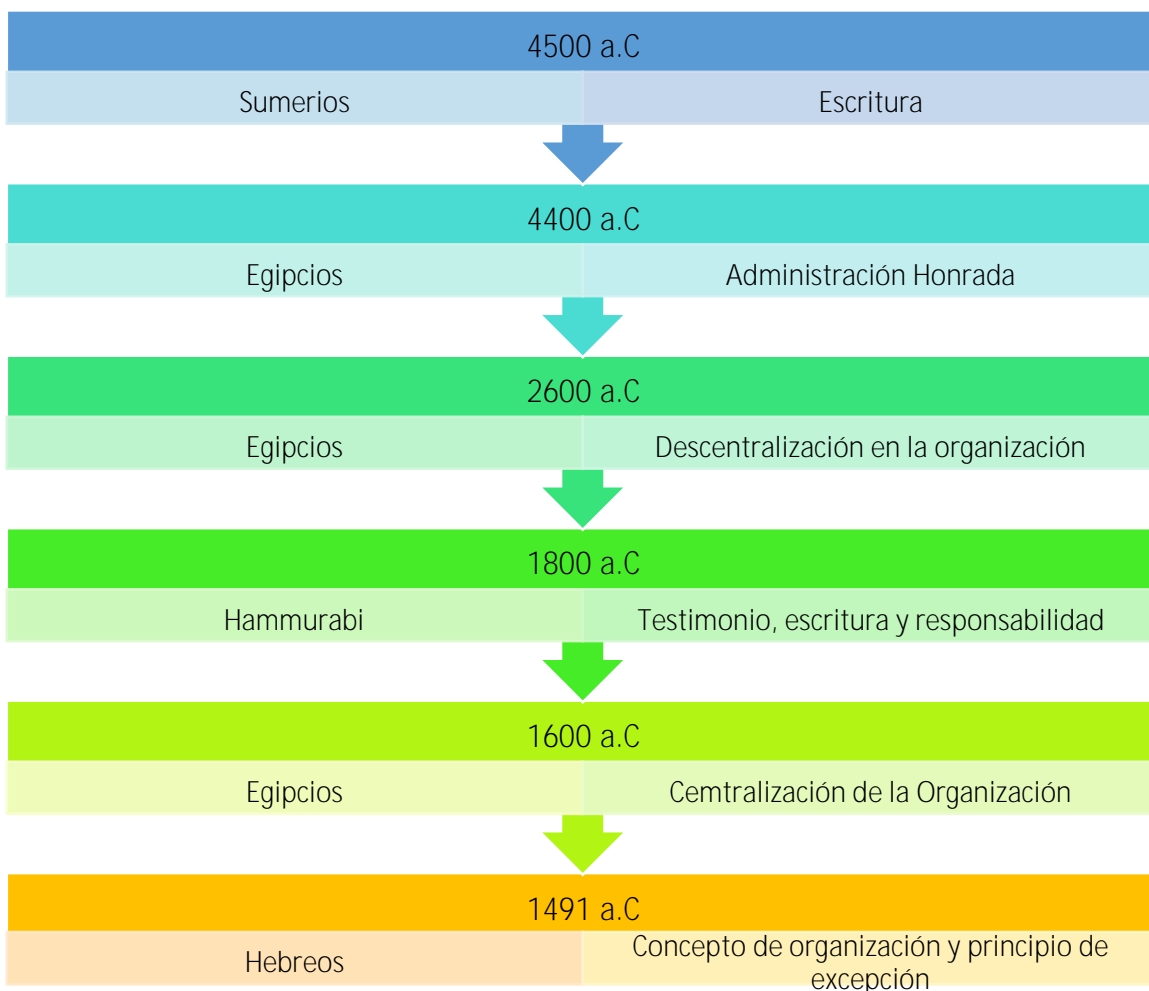 4500 a.C
Sumerios
Escritura
4400 a.C
Egipcios
Administración Honrada
2600 a.C
Egipcios
Descentralización en la organización
1800 a.C
Hammurabi
Testimonio, escritura y responsabilidad
1600 a.C
Egipcios
Cemtralización de la Organización
1491 a.C
Hebreos
Concepto de organización y principio de
excepción